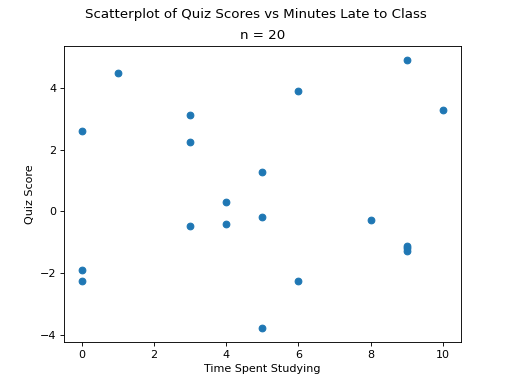 Scatterplot of Quiz Scores vs Minutes Late to Class
n = 20
4
2
0
−2
−4
Quiz Score
0 2 4 6 8 10
Time Spent Studying